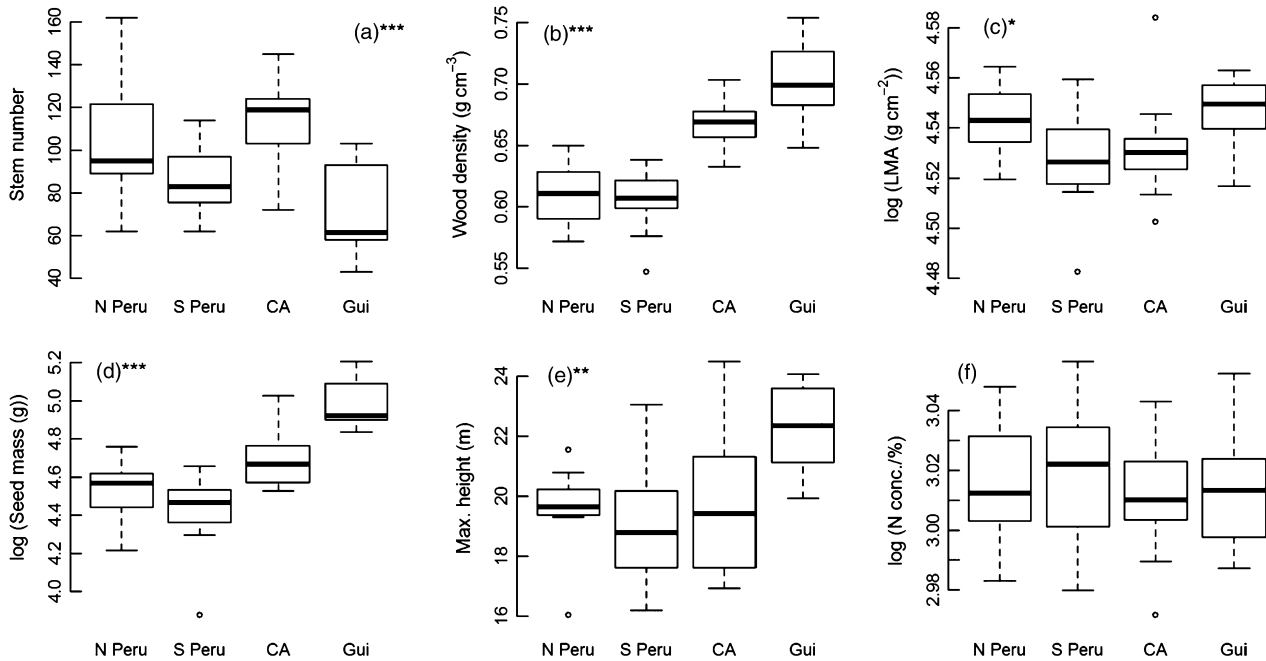 (a)***
Stem number
160
140
120
100
80
60
40
N Peru S Peru CA Gui
(b)***
Wood density (g cm−3)
0.75
0.70
0.65
0.60
0.55
N Peru S Peru CA Gui
(c)*
log (LMA (g cm−2))
4.58
4.56
4.54
4.52
4.50
4.48
N Peru S Peru CA Gui
(d)***
log (Seed mass (g))
5.2
5.0
4.8
4.6
4.4
4.2
4.0
N Peru S Peru CA Gui
(e)**
Max. height (m)
24
22
20
18
16
N Peru S Peru CA Gui
(f)
log (N conc./%)
3.04
3.02
3.00
2.98
N Peru S Peru CA Gui